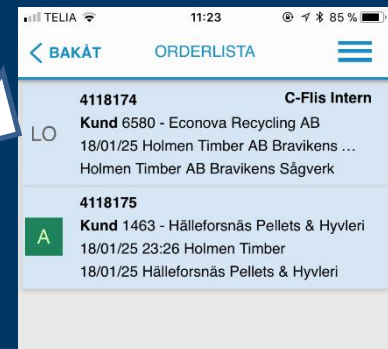 TELIA 11:23 85 %
BAKÅT ORDERLISTA
4118174 C-Flis Intern
LO
Kund 6580 - Econova Recycling AB
18/01/25 Holmen Timber AB Bravikens ...
Holmen Timber AB Bravikens Sågverk
4118175
A
Kund 1463 - Hälleforsnäs Pellets & Hyvleri
18/01/25 23:26 Holmen Timber
18/01/25 Hälleforsnäs Pellets & Hyvleri